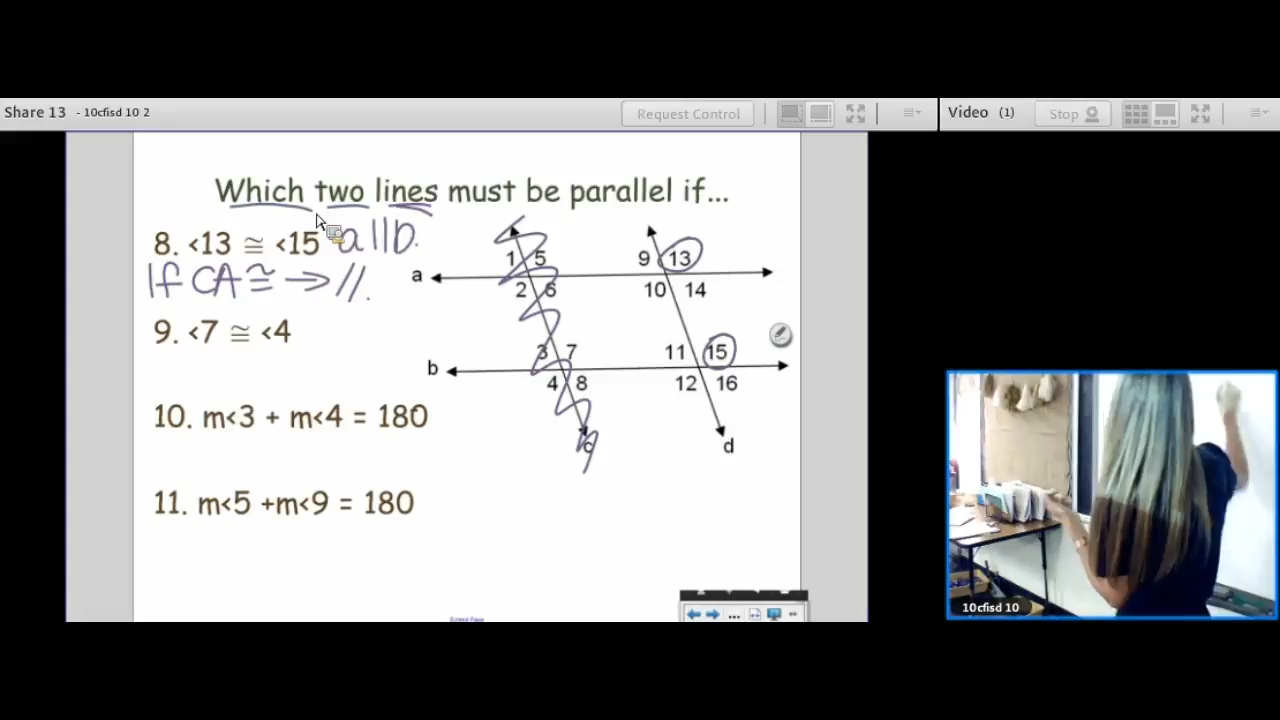 Share 13 - 10cfisd 10 2
Request Control
Video (1)
Stop
Which two lines must be parallel if...
8. <13 ≅ <15 a || b.
If CA ≅ → //.
9. <7 ≅ <4
10. m<3 + m<4 = 180
11. m<5 +m<9 = 180
1 5 9 13
a
2 6 10 14
3 7 11 15
b
4 8 12 16
c d
10cfisd 10